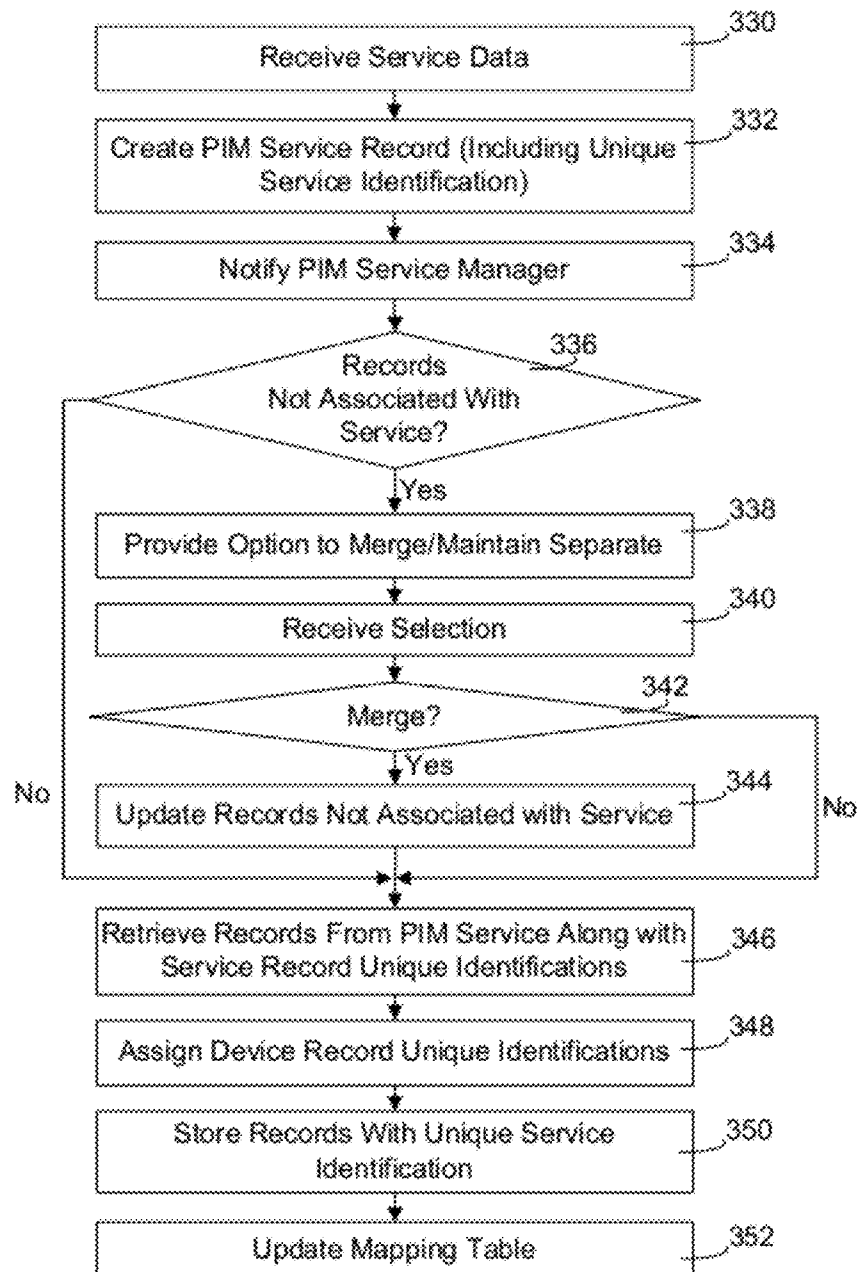 330
Receive Service Data
332
Create PIM Service Record (Including Unique
Service Identification)
334
Notify PIM Service Manager
336
Records
Not Associated With
Service?
Yes
338
Provide Option to Merge/Maintain Separate
340
Receive Selection
342
Merge?
Yes
No
344
Update Records Not Associated with Service
No
Retrieve Records From PIM Service Along with
Service Record Unique Identifications
346
348
Assign Device Record Unique Identifications
Store Records With Unique Service
Identification
350
352
Update Mapping Table